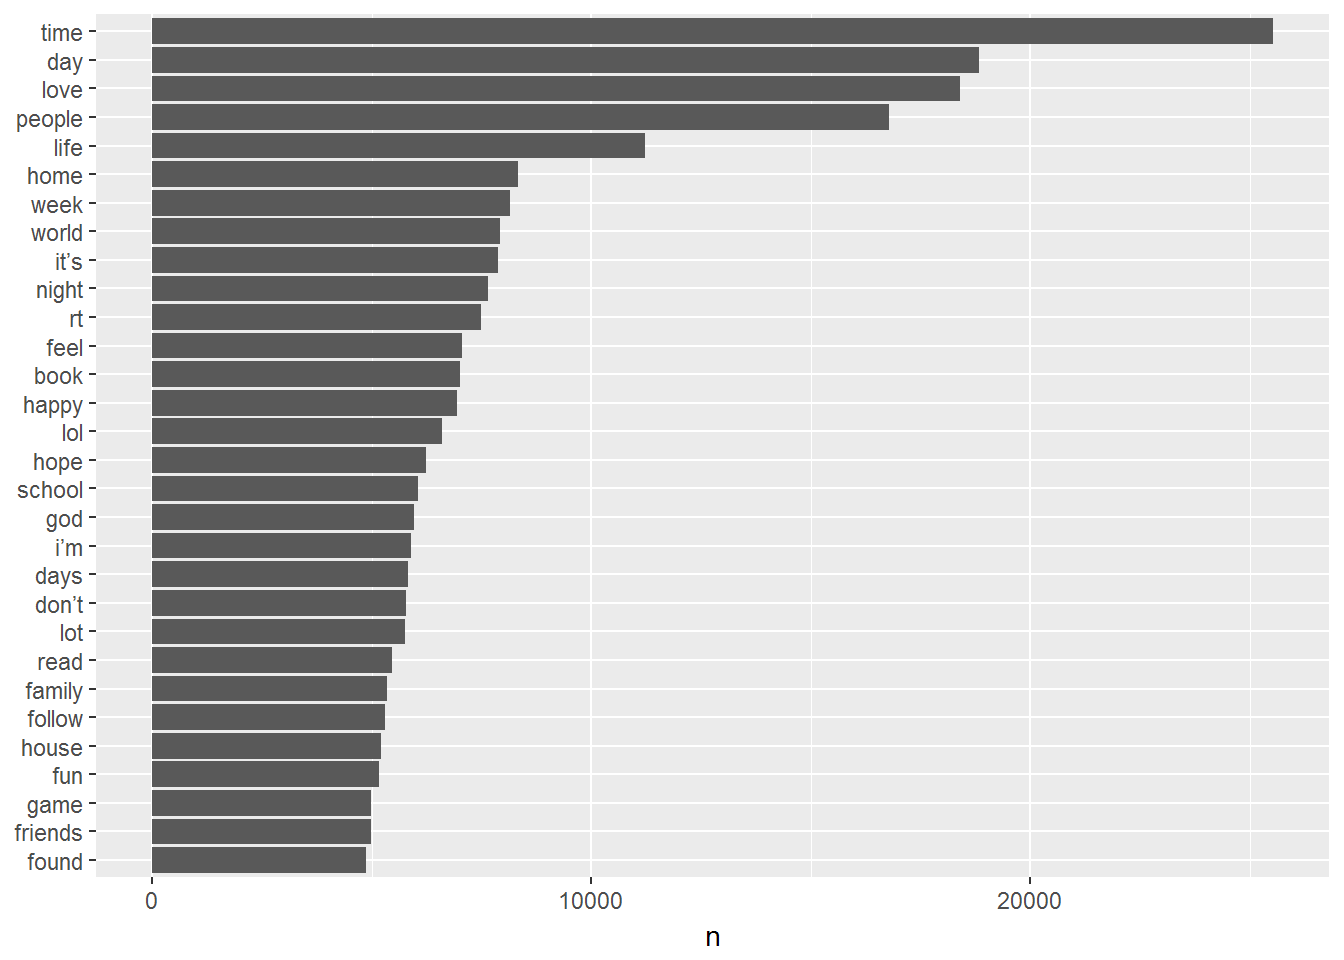 time
day
love
people
life
home
week
world
it’s
night
rt
feel
book
happy
lol
hope
school
god
i’m
days
don’t
lot
read
family
follow
house
fun
game
friends
found
0 10000 20000
n